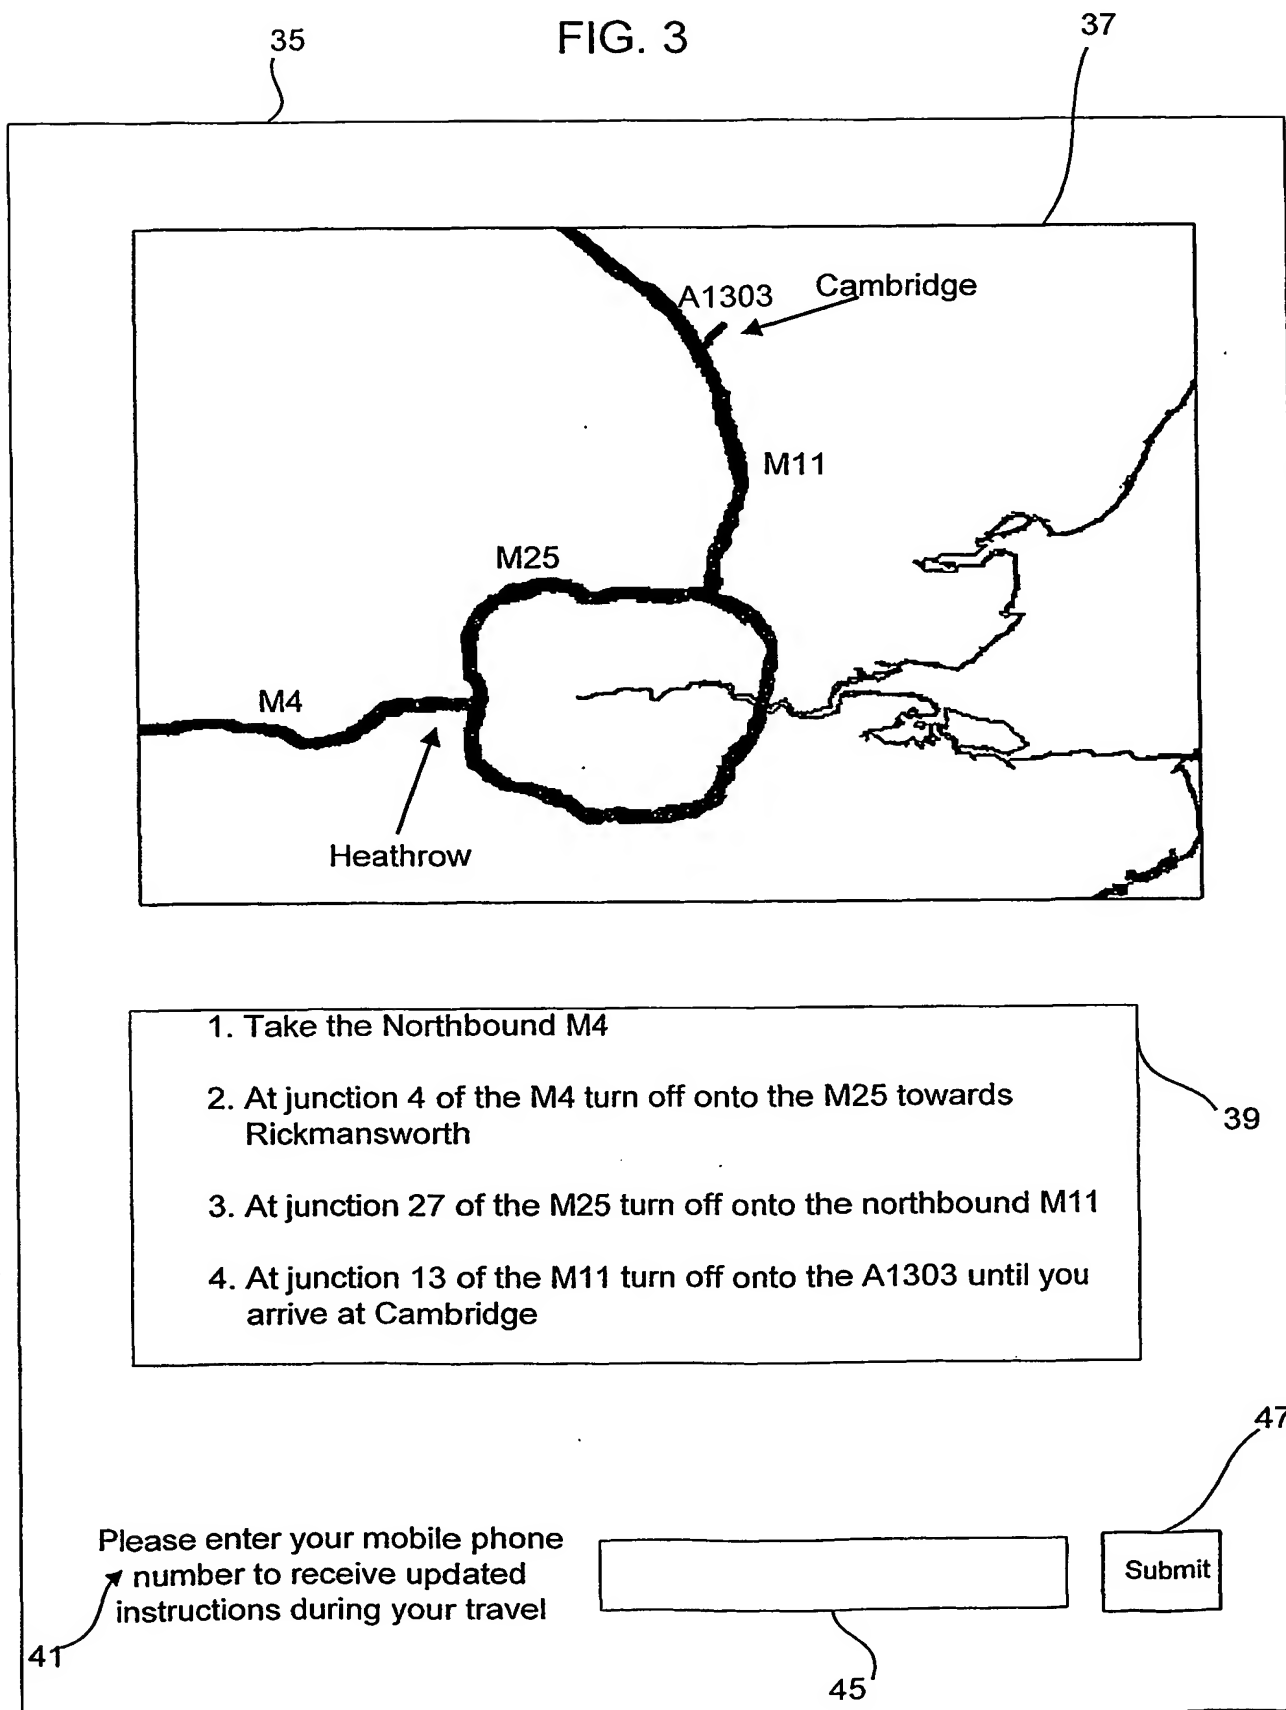 FIG. 3
35
37
A1303
Cambridge
M11
M25
M4
Heathrow
1. Take the Northbound M4
2. At junction 4 of the M4 turn off onto the M25 towards
Rickmansworth
39
3. At junction 27 of the M25 turn off onto the northbound M11
4. At junction 13 of the M11 turn off onto the A1303 until you
arrive at Cambridge
47
Please enter your mobile phone
number to receive updated
instructions during your travel
Submit
41
45